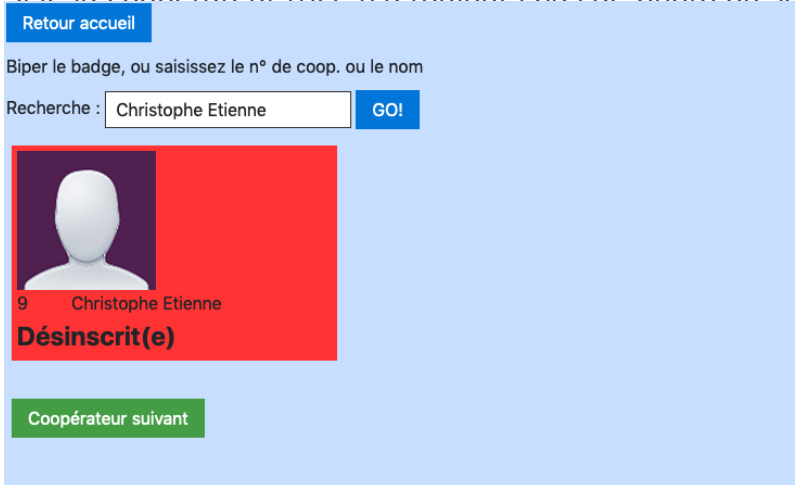 Retour accueil
Biper le badge, ou saisissez le n° de coop. ou le nom
Recherche : Christophe Etienne GO!
9 Christophe Etienne
Désinscrit(e)
Coopérateur suivant